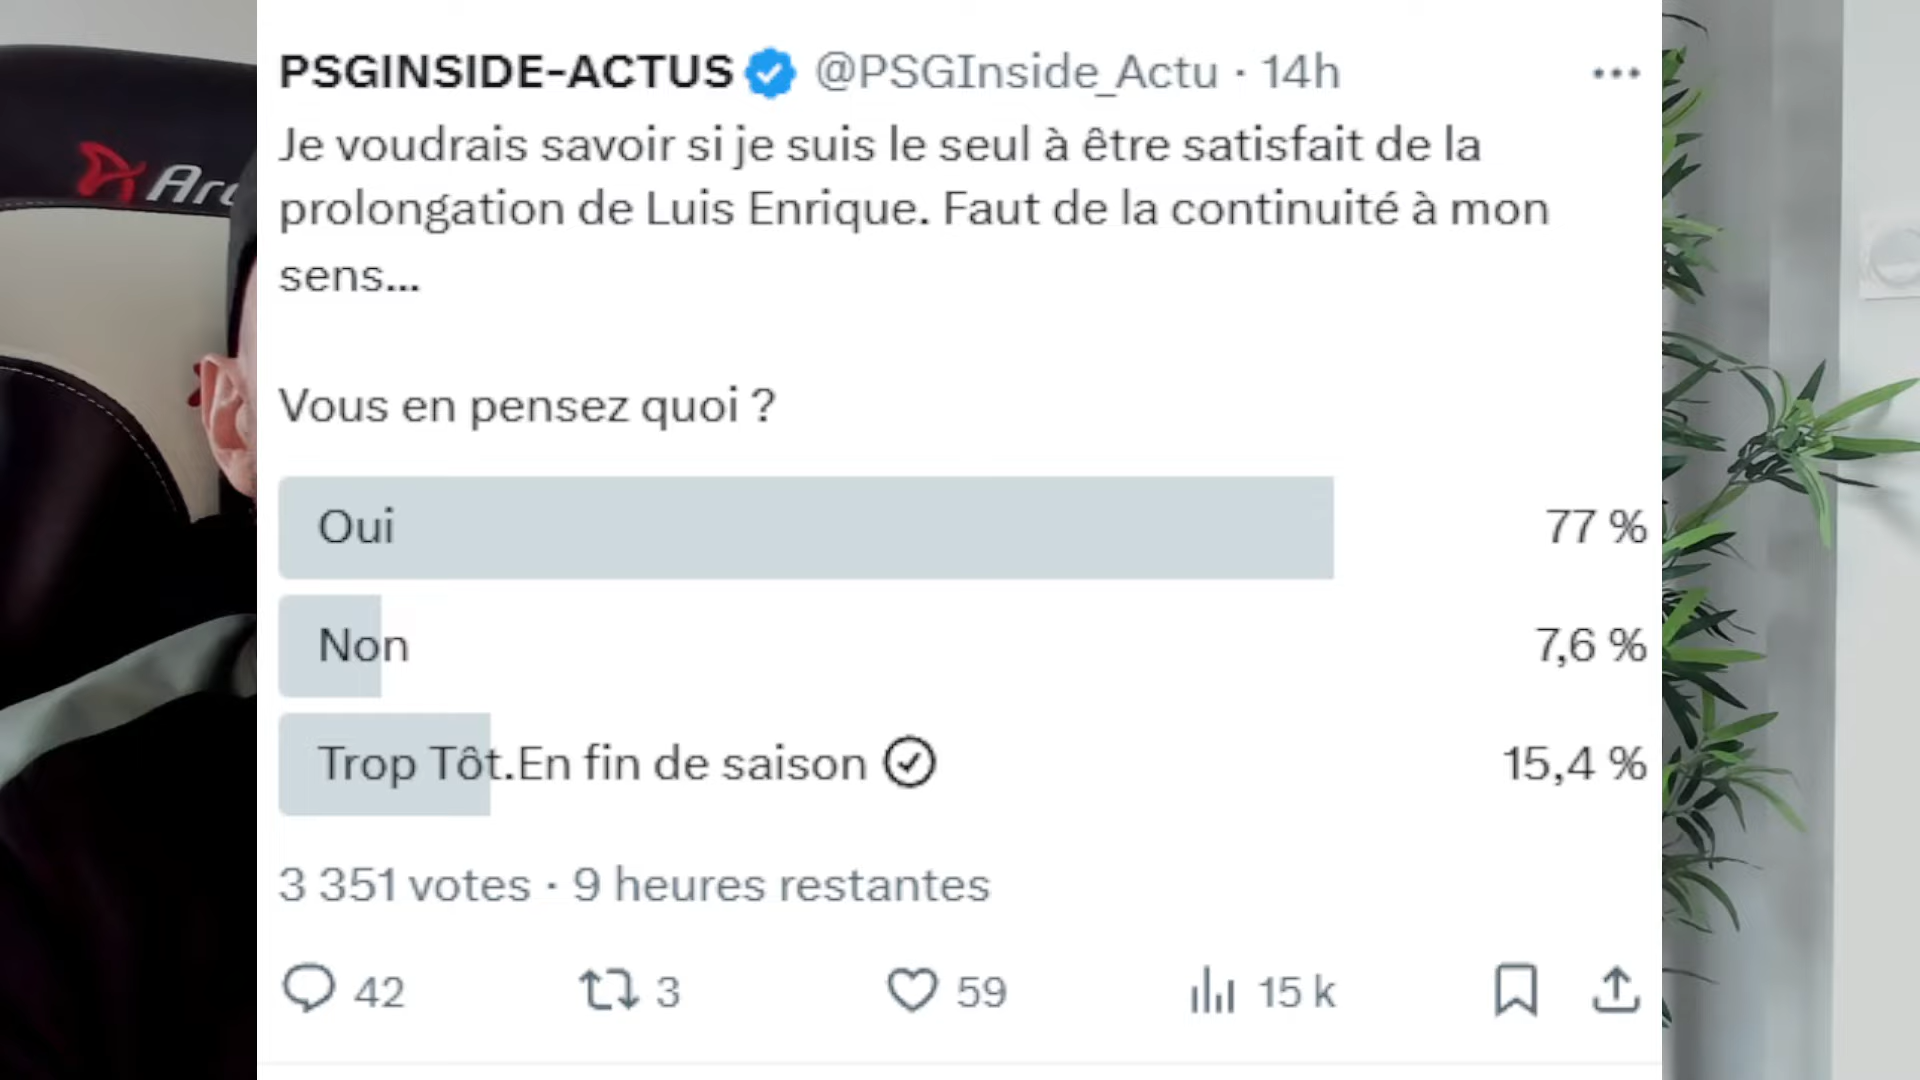 PSGINSIDE-ACTUS @PSGInside_Actu · 14h
Je voudrais savoir si je suis le seul à être satisfait de la
prolongation de Luis Enrique. Faut de la continuité à mon
sens...
Vous en pensez quoi ?
Oui 77 %
Non 7,6 %
Trop Tôt.En fin de saison 15,4 %
3 351 votes · 9 heures restantes
42 3 59 15 k